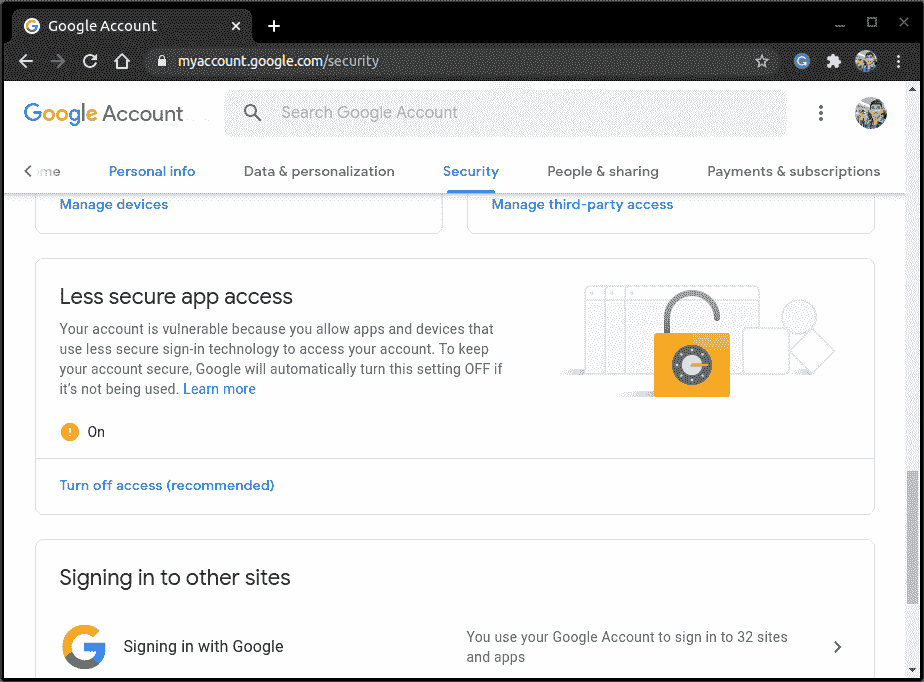 Google Account
myaccount.google.com/security
Google Account
Search Google Account
me
Personal info
Data & personalization
Security
People & sharing
Payments & subscriptions
Manage devices
Manage third-party access
Less secure app access
Your account is vulnerable because you allow apps and devices that
use less secure sign-in technology to access your account. To keep
your account secure, Google will automatically turn this setting OFF if
it's not being used. Learn more
On
Turn off access (recommended)
Signing in to other sites
Signing in with Google
You use your Google Account to sign in to 32 sites
and apps